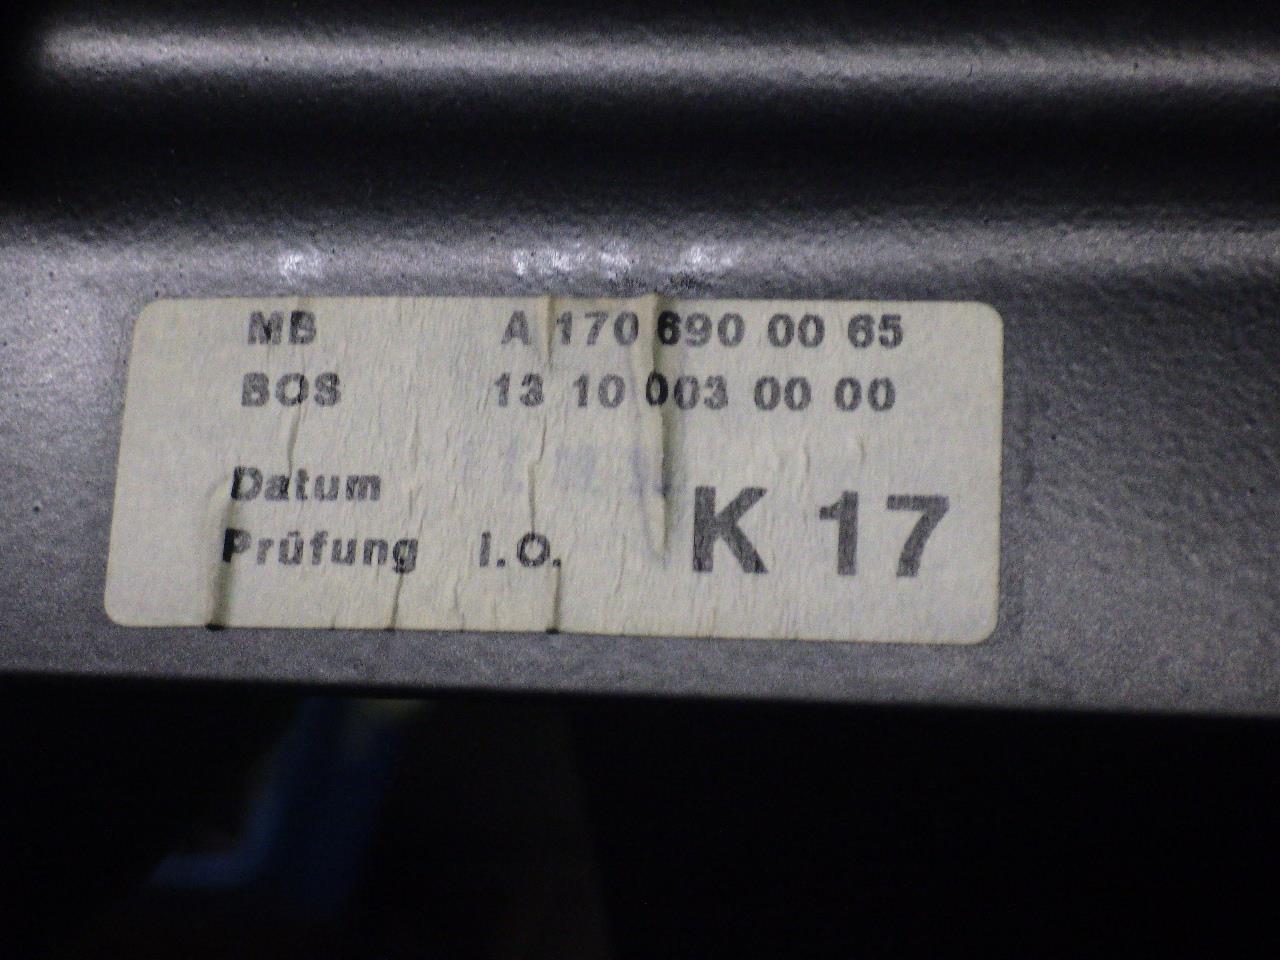 MB A 170 690 00 65
BOS 13 10 003 00 00
Datum
Prüfung I.O.
K 17